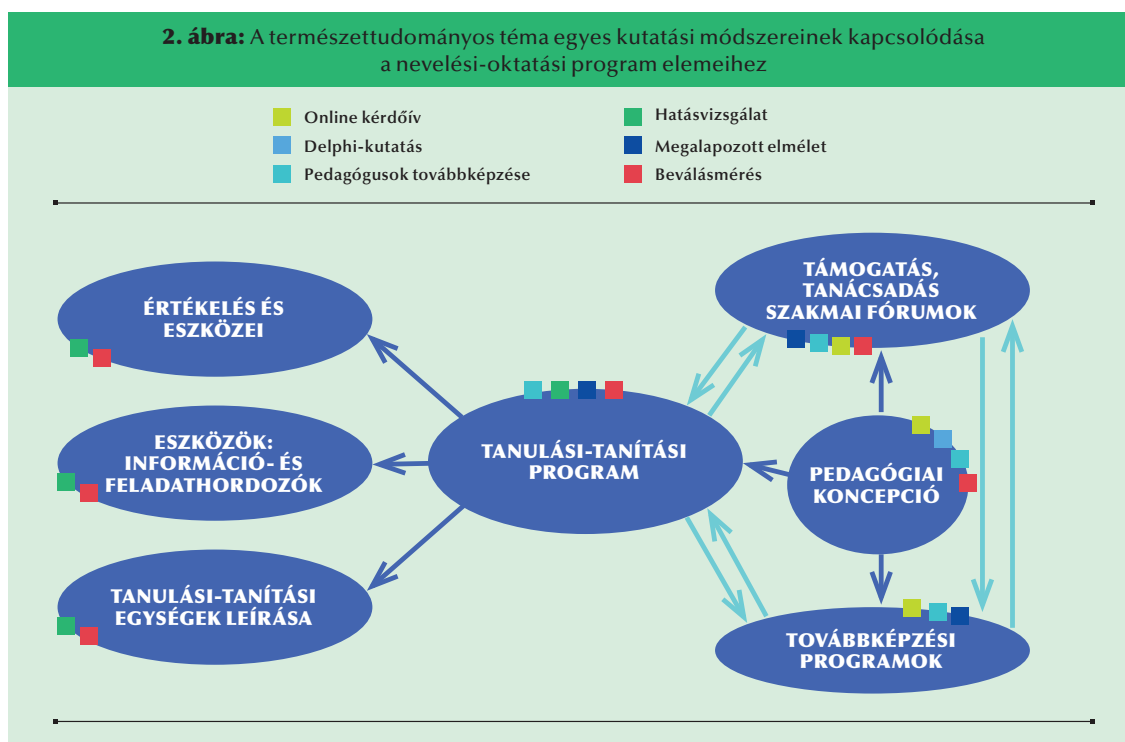 2. ábra: A természettudományos téma egyes kutatási módszereinek kapcsolódása
a nevelési-oktatási program elemeihez
Online kérdőív
Delphi-kutatás
Pedagógusok továbbképzése
Hatásvizsgálat
Megalapozott elmélet
Beválásmérés
ÉRTÉKELÉS ÉS
ESZKÖZEI
ESZKÖZÖK:
INFORMÁCIÓ- ÉS
FELADATHORDOZÓK
TANULÁSI-TANÍTÁSI
EGYSÉGEK LEÍRÁSA
TANULÁSI-TANÍTÁSI
PROGRAM
TÁMOGATÁS,
TANÁCSADÁS
SZAKMAI FÓRUMOK
PEDAGÓGIAI
KONCEPCIÓ
TOVÁBBKÉPZÉSI
PROGRAMOK